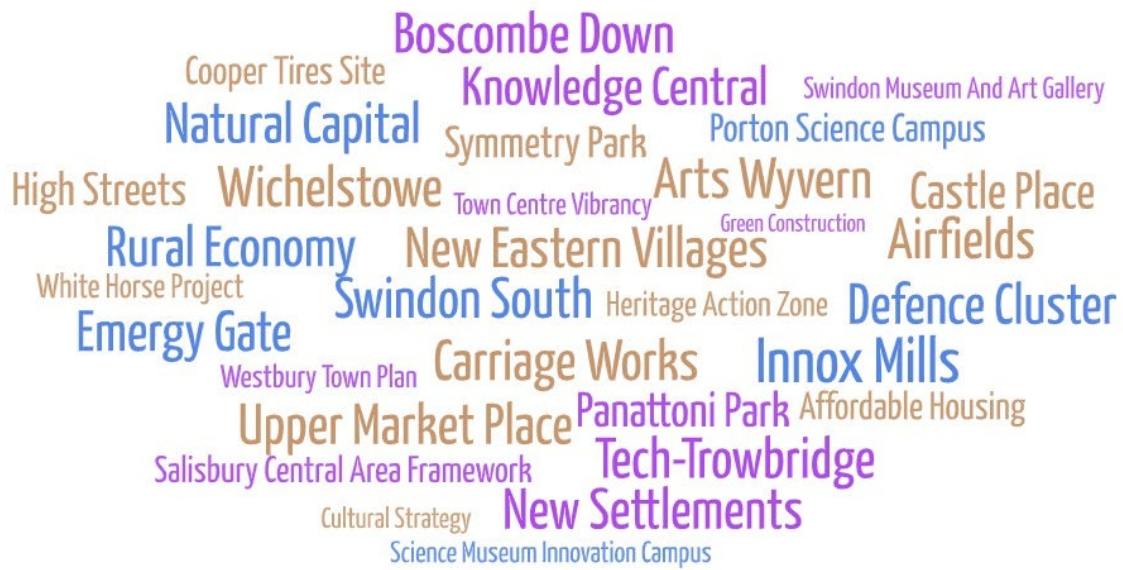 Boscombe Down
Cooper Tires Site
Knowledge Central
Swindon Museum And Art Gallery
Natural Capital
Symmetry Park
Porton Science Campus
High Streets
Wichelstowe
Town Centre Vibrancy
Arts Wyvern
Castle Place
Green Construction
Rural Economy
New Eastern Villages
Airfields
White Horse Project
Swindon South
Heritage Action Zone
Defence Cluster
Emergy Gate
Carriage Works
Innox Mills
Westbury Town Plan
Upper Market Place
Panattoni Park
Affordable Housing
Salisbury Central Area Framework
Tech-Trowbridge
Cultural Strategy
New Settlements
Science Museum Innovation Campus